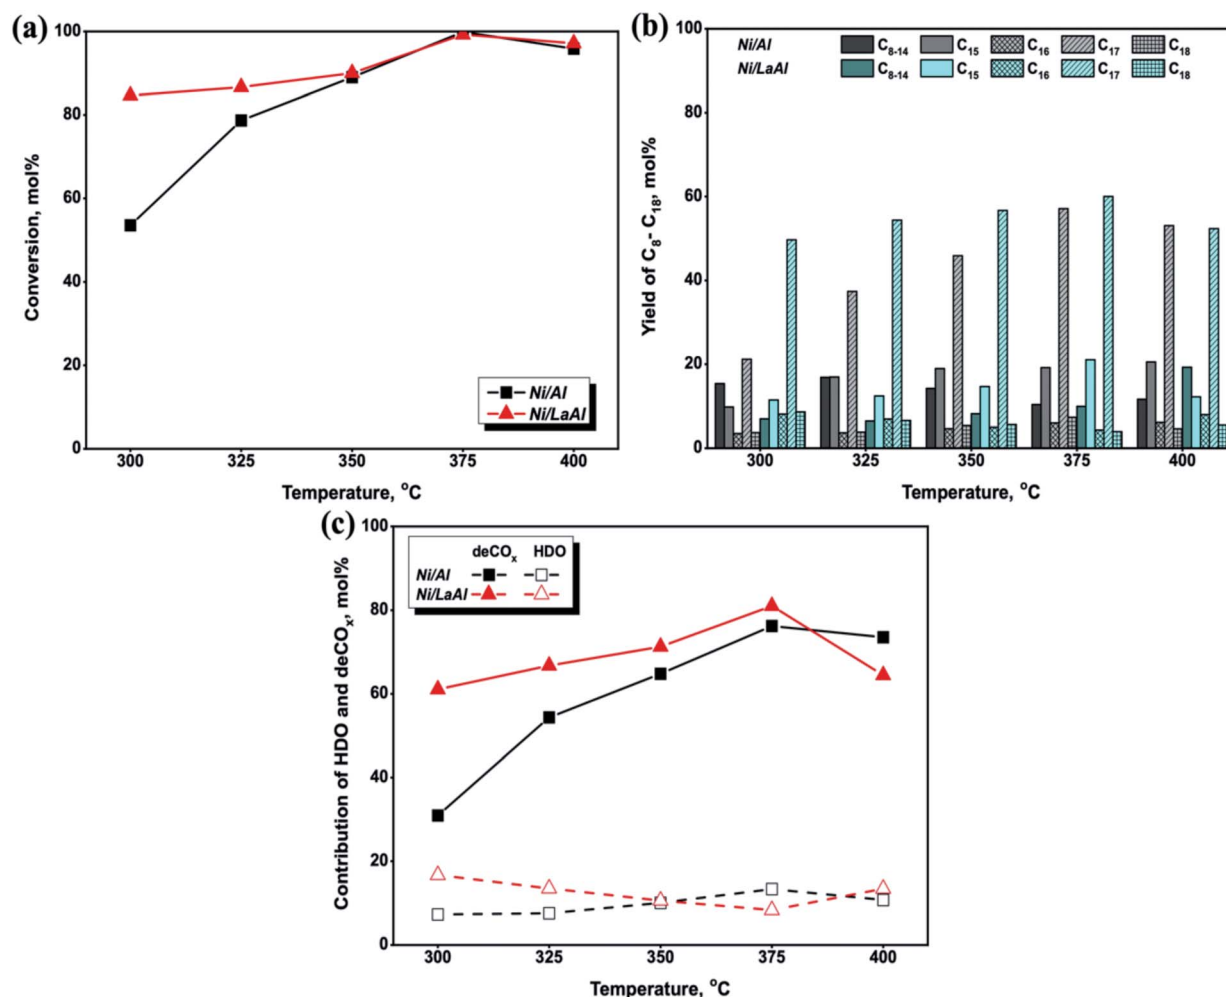 (a)
100
80
60
40
20
0
Conversion, mol%
Ni/Al
Ni/LaAl
300 325 350 375 400
Temperature, °C
(b)
100
80
60
40
20
0
Yield of C₈- C₁₈, mol%
Ni/Al C₈₋₁₄ C₁₅ C₁₆ C₁₇ C₁₈
Ni/LaAl C₈₋₁₄ C₁₅ C₁₆ C₁₇ C₁₈
300 325 350 375 400
Temperature, °C
(c)
100
80
60
40
20
0
Contribution of HDO and deCOₓ, mol%
deCOₓ HDO
Ni/Al
Ni/LaAl
300 325 350 375 400
Temperature, °C